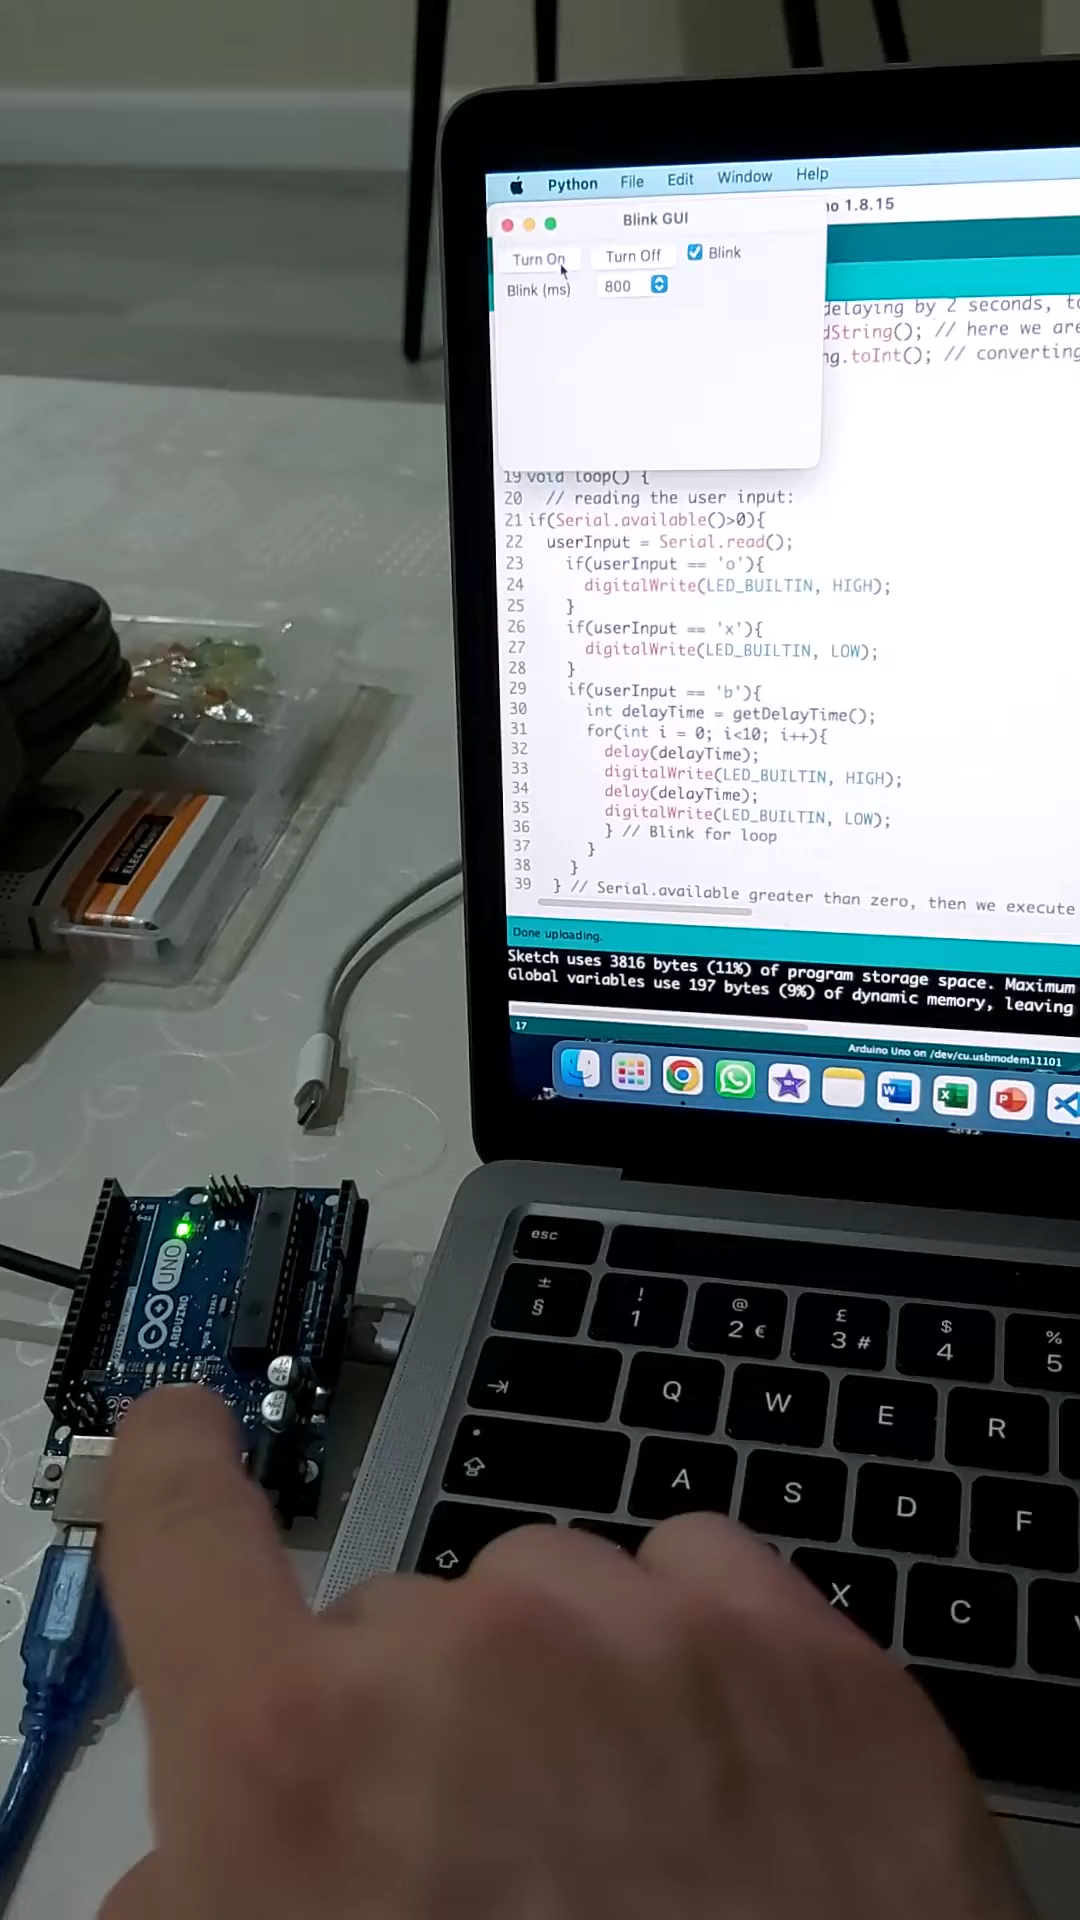 Python File Edit Window Help
Blink GUI
no 1.8.15
Turn On Turn Off Blink
Blink (ms) 800
delaying by 2 seconds, to
dString(); // here we are
ng.toInt(); // converting
19 void loop() {
20 // reading the user input:
21 if(Serial.available()>0){
22 userInput = Serial.read();
23 if(userInput == 'o'){
24 digitalWrite(LED_BUILTIN, HIGH);
25 }
26 if(userInput == 'x'){
27 digitalWrite(LED_BUILTIN, LOW);
28 }
29 if(userInput == 'b'){
30 int delayTime = getDelayTime();
31 for(int i = 0; i<10; i++){
32 delay(delayTime);
33 digitalWrite(LED_BUILTIN, HIGH);
34 delay(delayTime);
35 digitalWrite(LED_BUILTIN, LOW);
36 } // Blink for loop
37 }
38 }
39 } // Serial.available greater than zero, then we execute
Done uploading.
Sketch uses 3816 bytes (11%) of program storage space. Maximum
Global variables use 197 bytes (9%) of dynamic memory, leaving
17
Arduino Uno on /dev/cu.usbmodem11101
W X P
ELECTRONIC
UNO
ARDUINO
MADE IN ITALY
esc
± § ! 1 @ 2 € £ 3 # $ 4 % 5
Q W E R
A S D F
X C